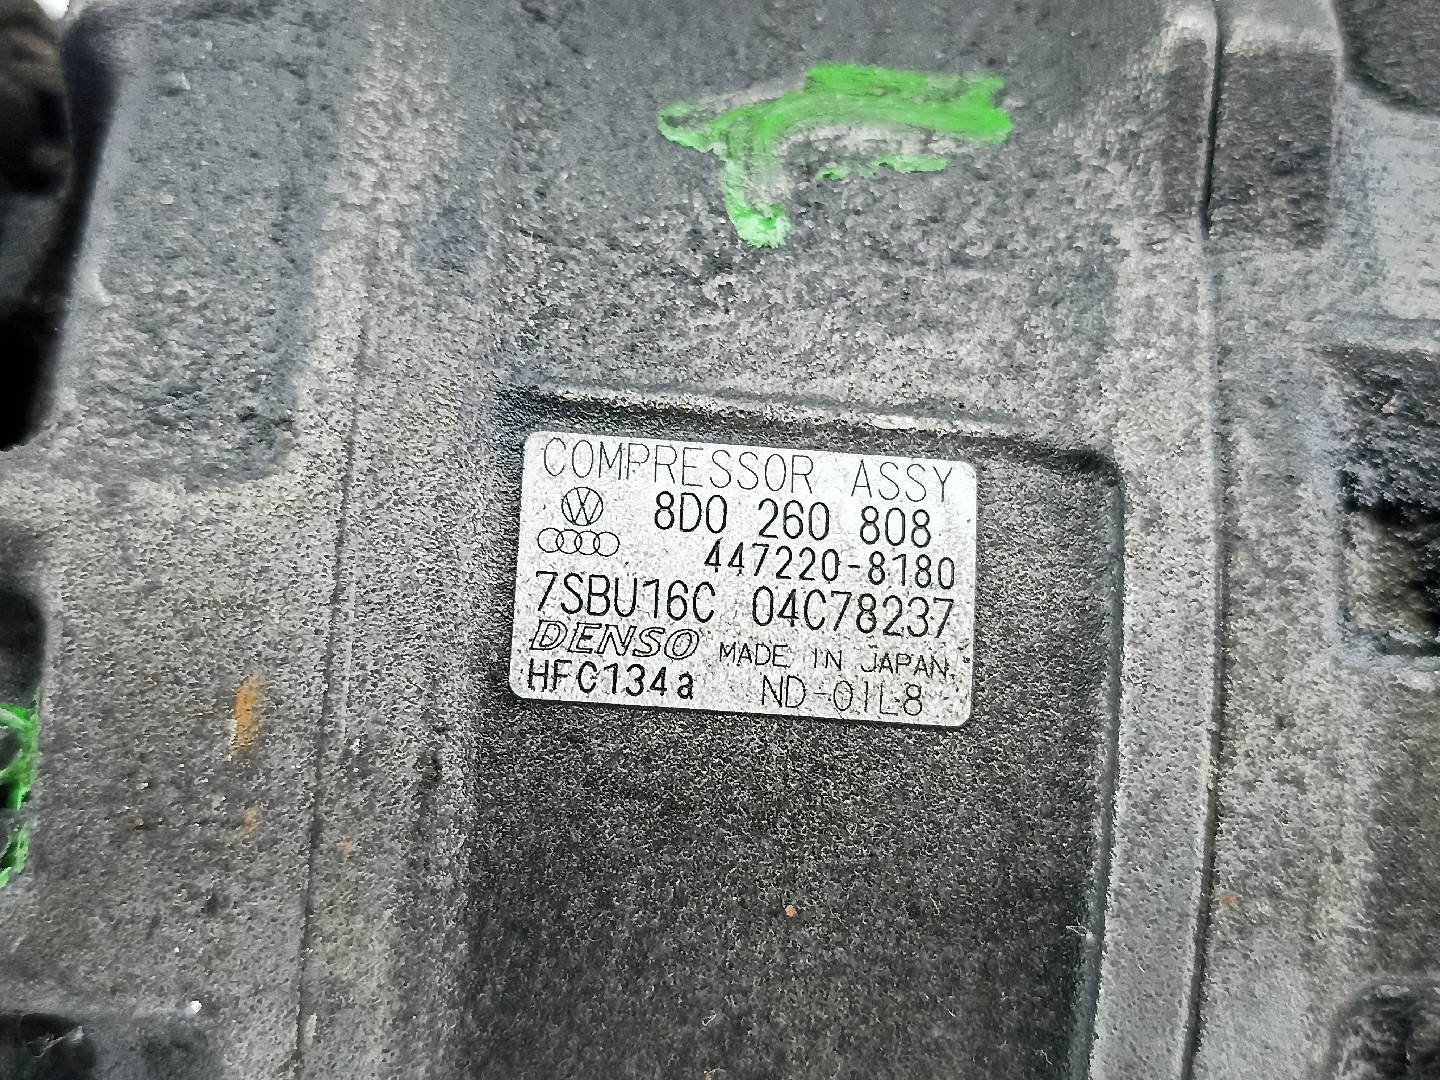 COMPRESSOR ASSY
8D0 260 808
447220-8180
7SBU16C 04C78237
DENSO MADE IN JAPAN.
HFC134a ND-OIL8